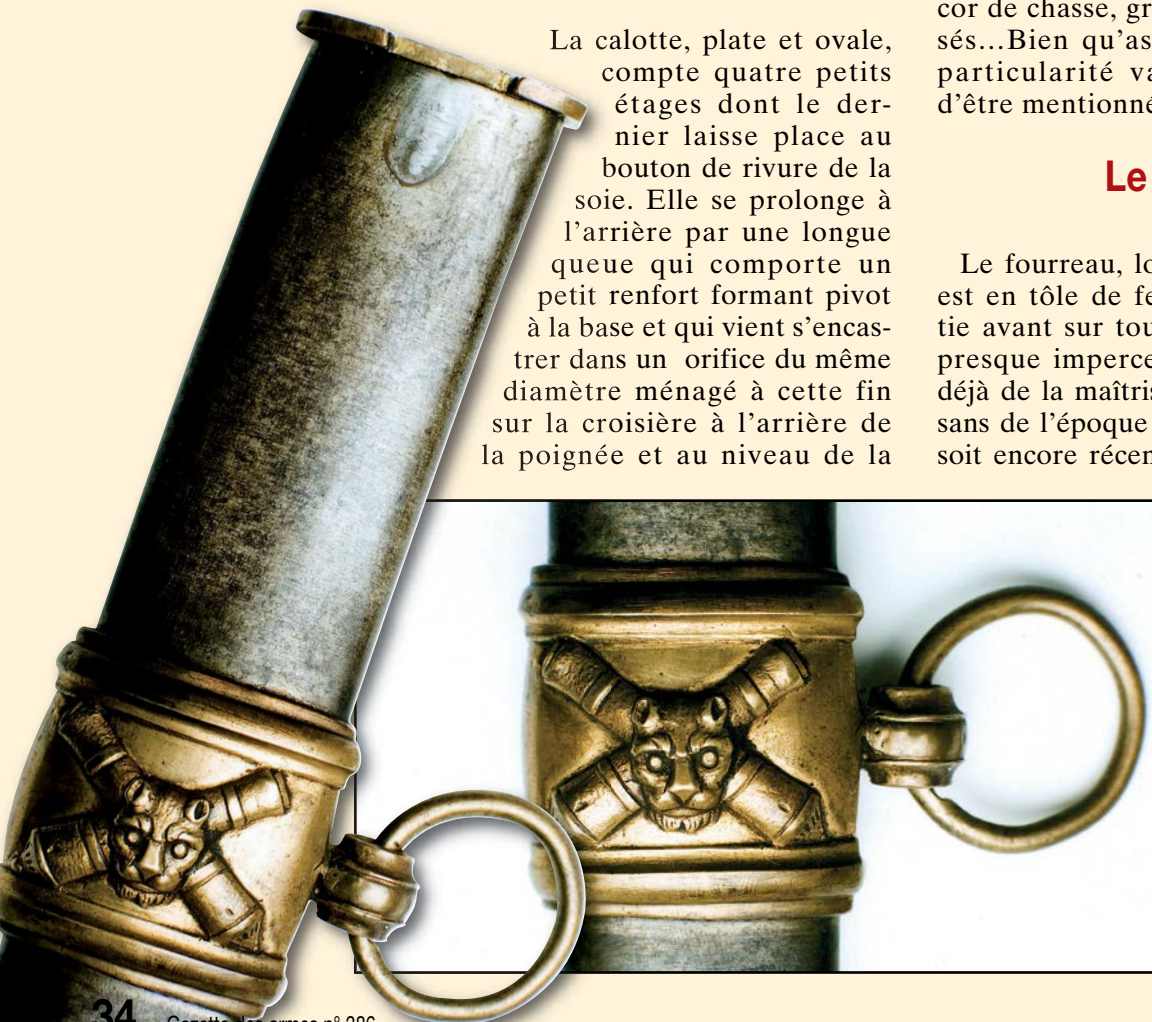 La calotte, plate et ovale,
compte quatre petits
étages dont le der-
nier laisse place au
bouton de rivure de la
soie. Elle se prolonge à
l'arrière par une longue
queue qui comporte un
petit renfort formant pivot
à la base et qui vient s'encas-
trer dans un orifice du même
diamètre ménagé à cette fin
sur la croisière à l'arrière de
la poignée et au niveau de la
cor de chasse, gr
sés...Bien qu'as
particularité va
d'être mentionné
Le
Le fourreau, lo
est en tôle de fe
tie avant sur tou
presque imperce
déjà de la maîtris
sans de l'époque
soit encore récen
34 Gazette des armes n° 386